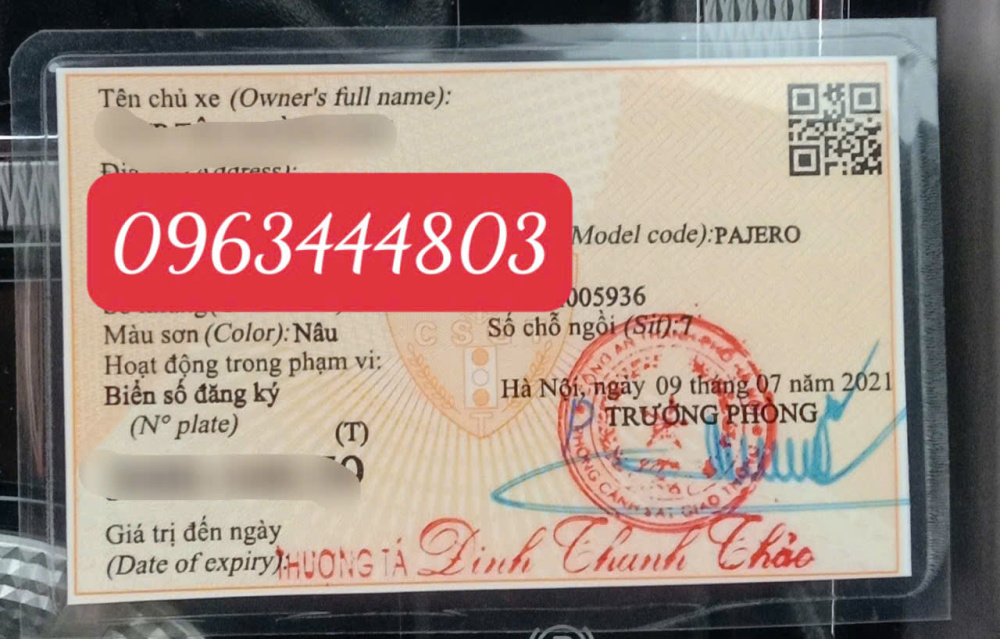 Tên chủ xe (Owner's full name):
0963444803
Model code):PAJERO
005936
Màu sơn (Color): Nâu
Số chỗ ngồi (Sit):7
Hoạt động trong phạm vi:
Hà Nội, ngày 09 tháng 07 năm 2021
Biển số đăng ký
P TRƯỞNG PHÒNG
(N° plate)
(T)
Giá trị đến ngày
(Date of expiry):
THƯỢNG TÁ Đinh Thanh Thảo